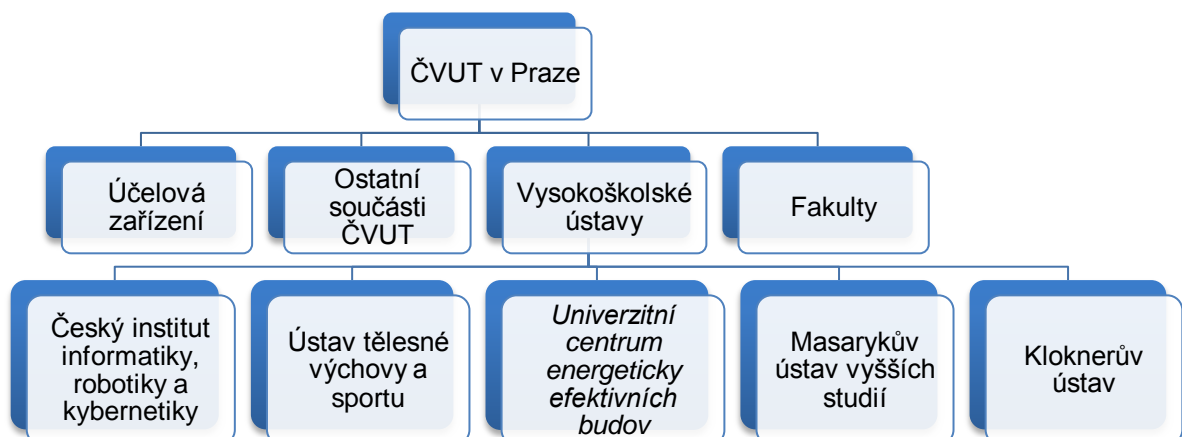 ČVUT v Praze
Účelová
zařízení
Ostatní
součásti
ČVUT
Vysokoškolské
ústavy
Fakulty
Český institut
informatiky,
robotiky a
kybernetiky
Ústav tělesné
výchovy a
sportu
Univerzitní
centrum
energeticky
efektivních
budov
Masarykův
ústav vyšších
studií
Kloknerův
ústav